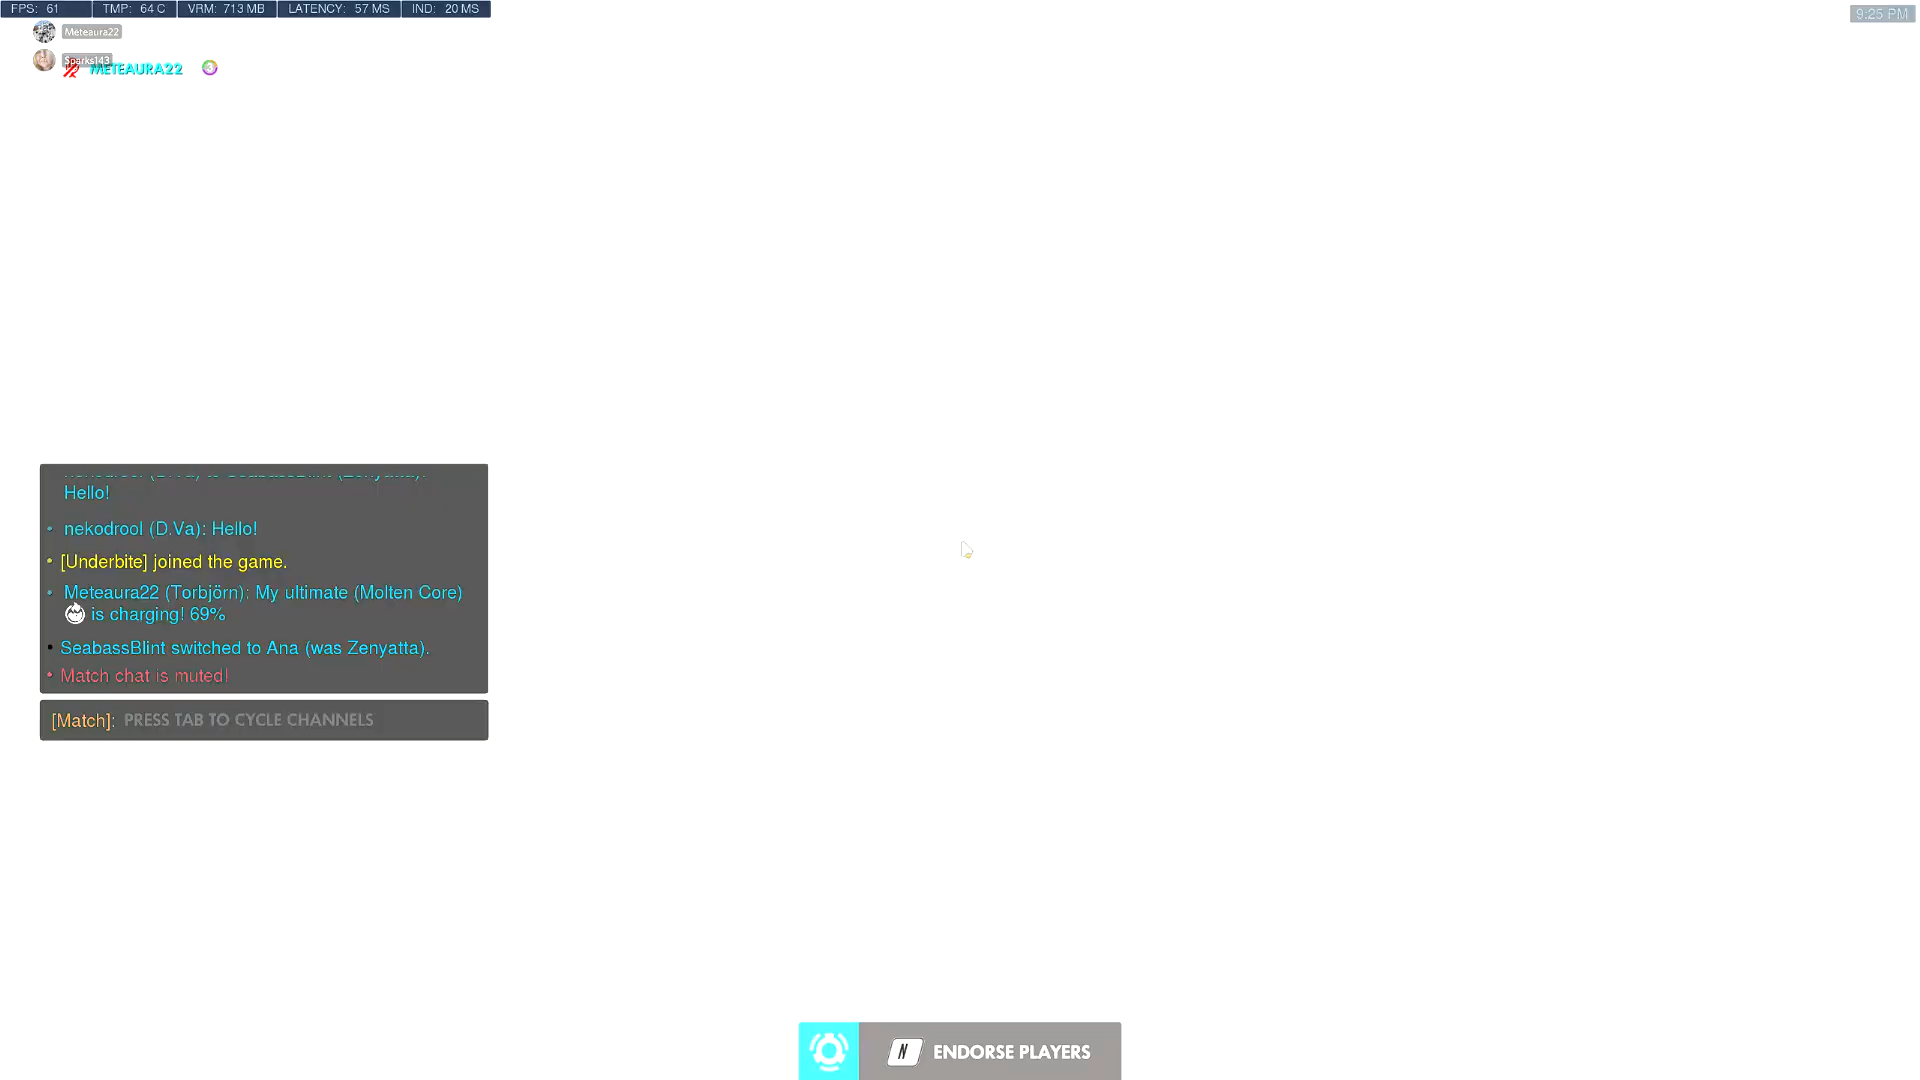 FPS: 61 TMP: 64 C VRM: 713 MB LATENCY: 57 MS IND: 20 MS
9:25 PM
Meteaura22
Sparks143
METEAURA22
Hello!
nekodrool (D.Va): Hello!
[Underbite] joined the game.
Meteaura22 (Torbjörn): My ultimate (Molten Core)
is charging! 69%
SeabassBlint switched to Ana (was Zenyatta).
Match chat is muted!
[Match]: PRESS TAB TO CYCLE CHANNELS
N ENDORSE PLAYERS